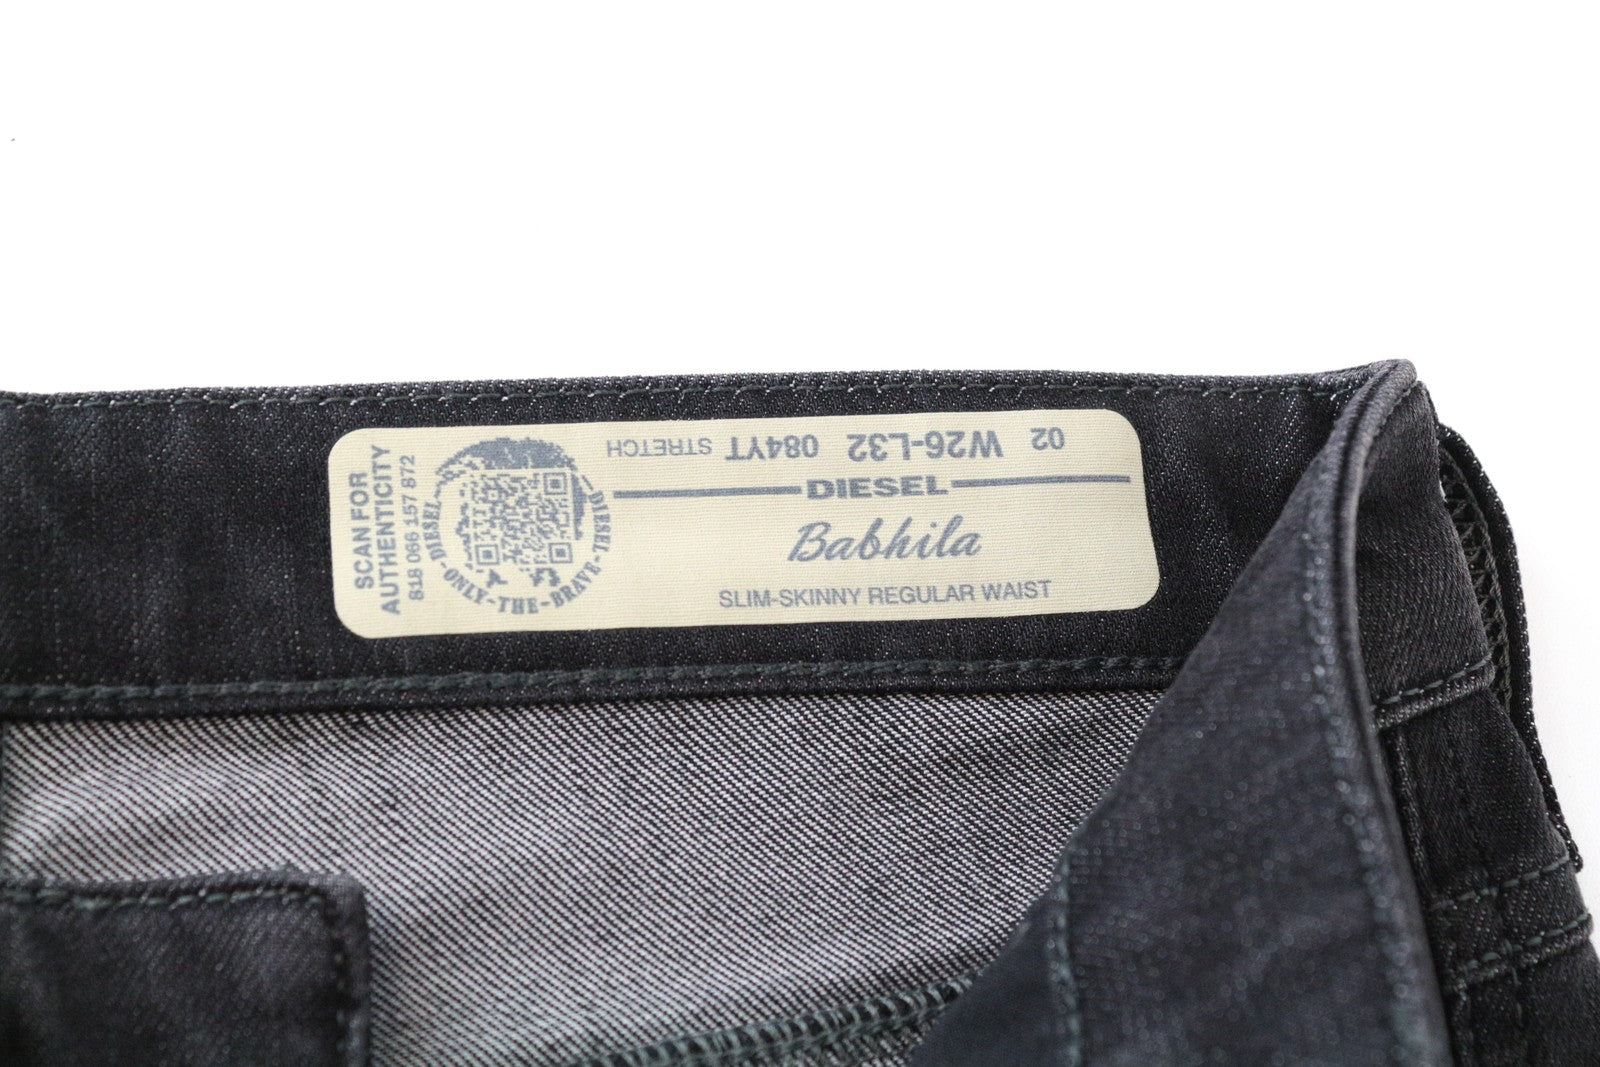 SCAN FOR
AUTHENTICITY
818 066 157 872
DIESEL-ONLY-THE-BRAVE-DIESEL-
02 W26-L32 084YT STRETCH
DIESEL
Babhila
SLIM-SKINNY REGULAR WAIST